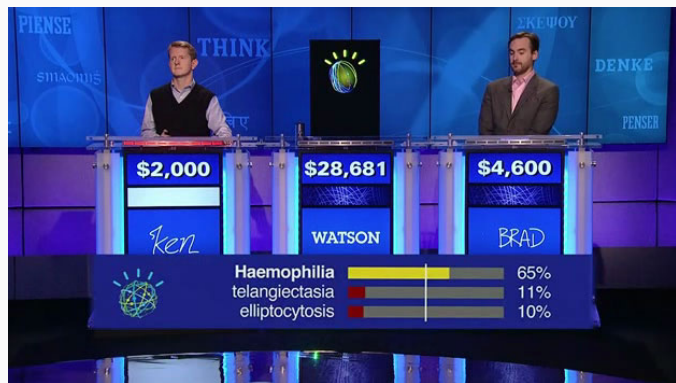 PIENSE
THINK
ΣΚΕΨΟΥ
DENKE
PENSER
$2,000
$28,681
$4,600
Ken
WATSON
BRAD
Haemophilia 65%
telangiectasia 11%
elliptocytosis 10%